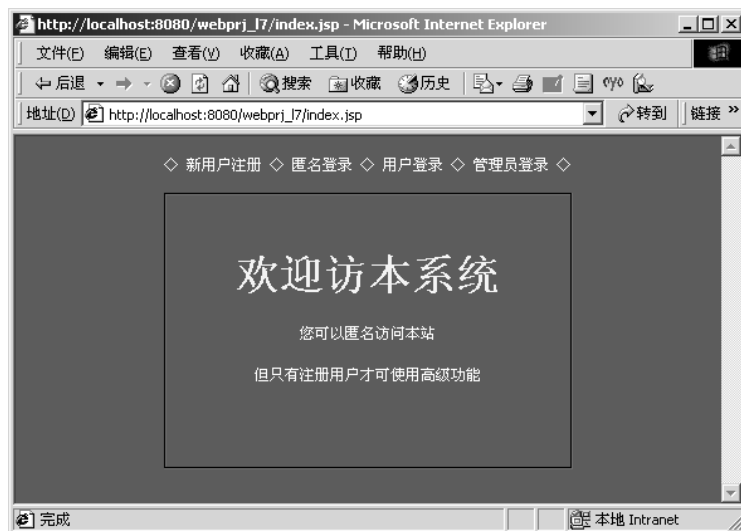 http://localhost:8080/webprj_l7/index.jsp - Microsoft Internet Explorer
文件(F) 编辑(E) 查看(V) 收藏(A) 工具(T) 帮助(H)
后退 搜索 收藏 历史
地址(D) http://localhost:8080/webprj_l7/index.jsp 转到 链接 »
◇ 新用户注册 ◇ 匿名登录 ◇ 用户登录 ◇ 管理员登录 ◇
欢迎访本系统
您可以匿名访问本站
但只有注册用户才可使用高级功能
完成 本地 Intranet